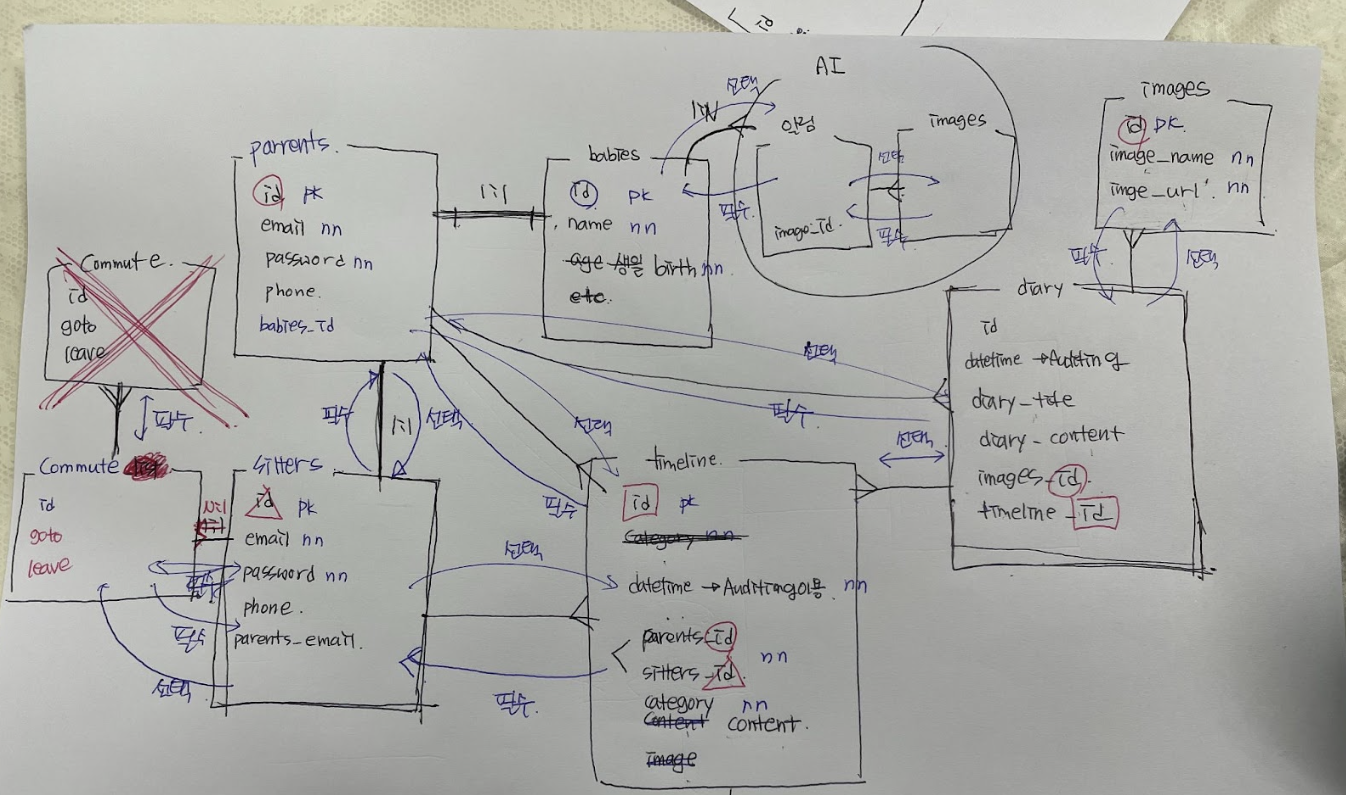 id
AI
선택
1:N
images
parrents.
id pk
email nn
password nn
phone.
babies_id
1:1
babies
id pk
name nn
age 생일 birth nn
etc.
필수
앨범
image_id.
선택
필수
images
images
id pk.
image_name nn
imge_url. nn
필수
선택
Commute.
id
goto
leave
필수.
Commute
id
goto
leave
N:1
필수
필수
선택
필수
1:1
선택
sitters
id pk
email nn
password nn
phone.
parents_email.
선택
필수.
선택
필수
선택
필수
선택
timeline.
id pk
category nn
datetime → Auditing이용. nn
parents_id
nn
sitters_id.
category nn
content content.
image
diary
id
datetime → Auditing
diary_title
diary_content
images_id.
timeline_id